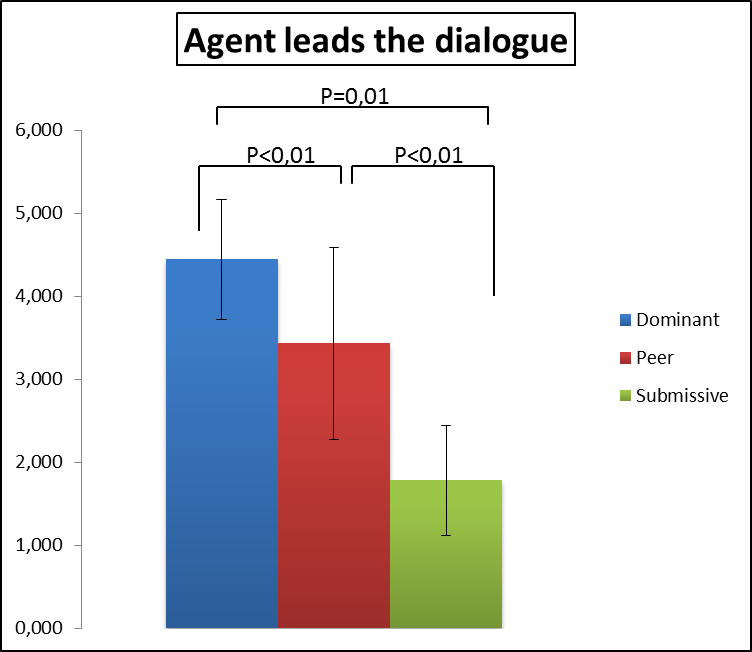 Agent leads the dialogue
P=0,01
P<0,01
P<0,01
6,000
5,000
4,000
3,000
2,000
1,000
0,000
Dominant
Peer
Submissive